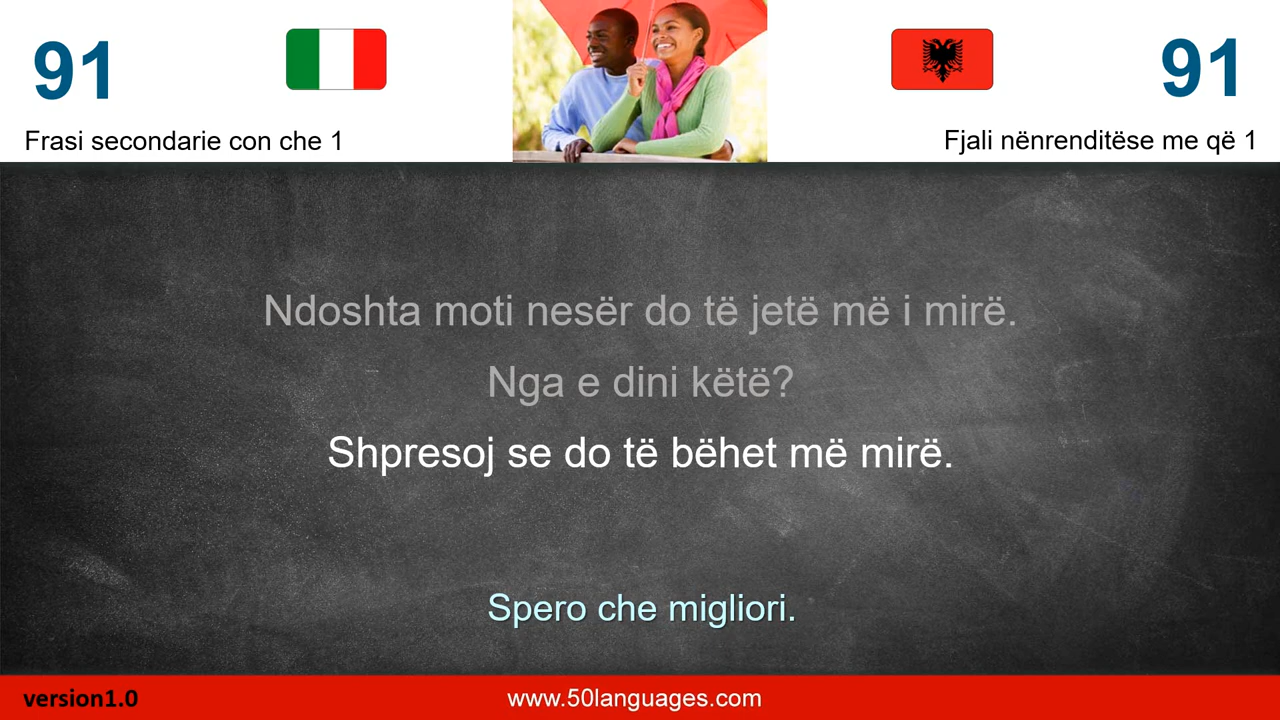 91
91
Frasi secondarie con che 1
Fjali nënrenditëse me që 1
Ndoshta moti nesër do të jetë më i mirë.
Nga e dini këtë?
Shpresoj se do të bëhet më mirë.
Spero che migliori.
version1.0
www.50languages.com